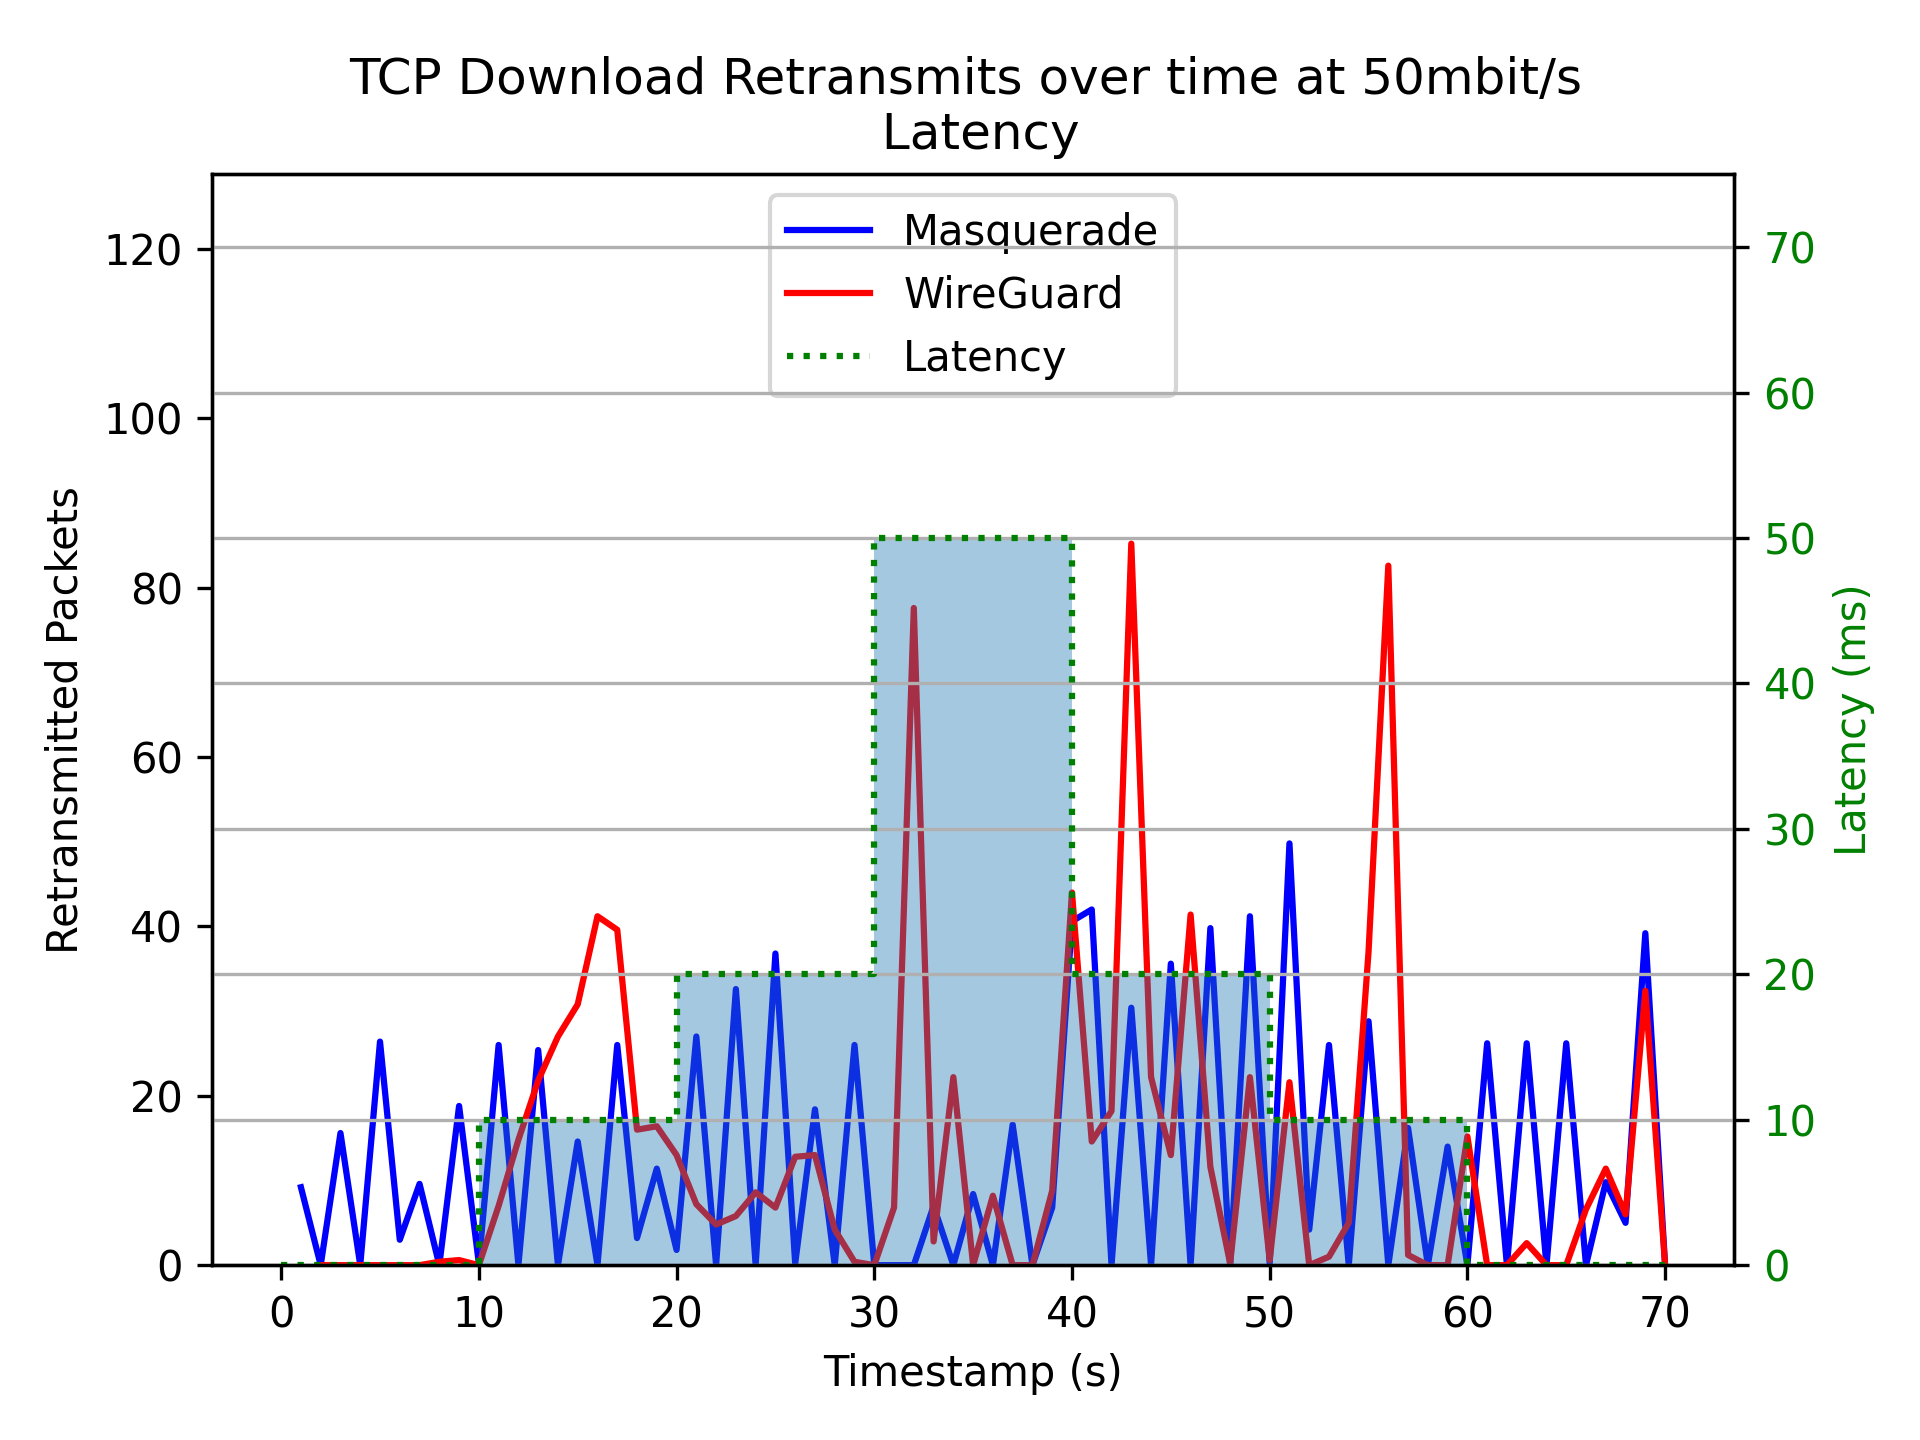 TCP Download Retransmits over time at 50mbit/s
Latency
Masquerade
WireGuard
Latency
Retransmitted Packets
120
100
80
60
40
20
0
70
60
50
40
30
20
10
0
Latency (ms)
0 10 20 30 40 50 60 70
Timestamp (s)